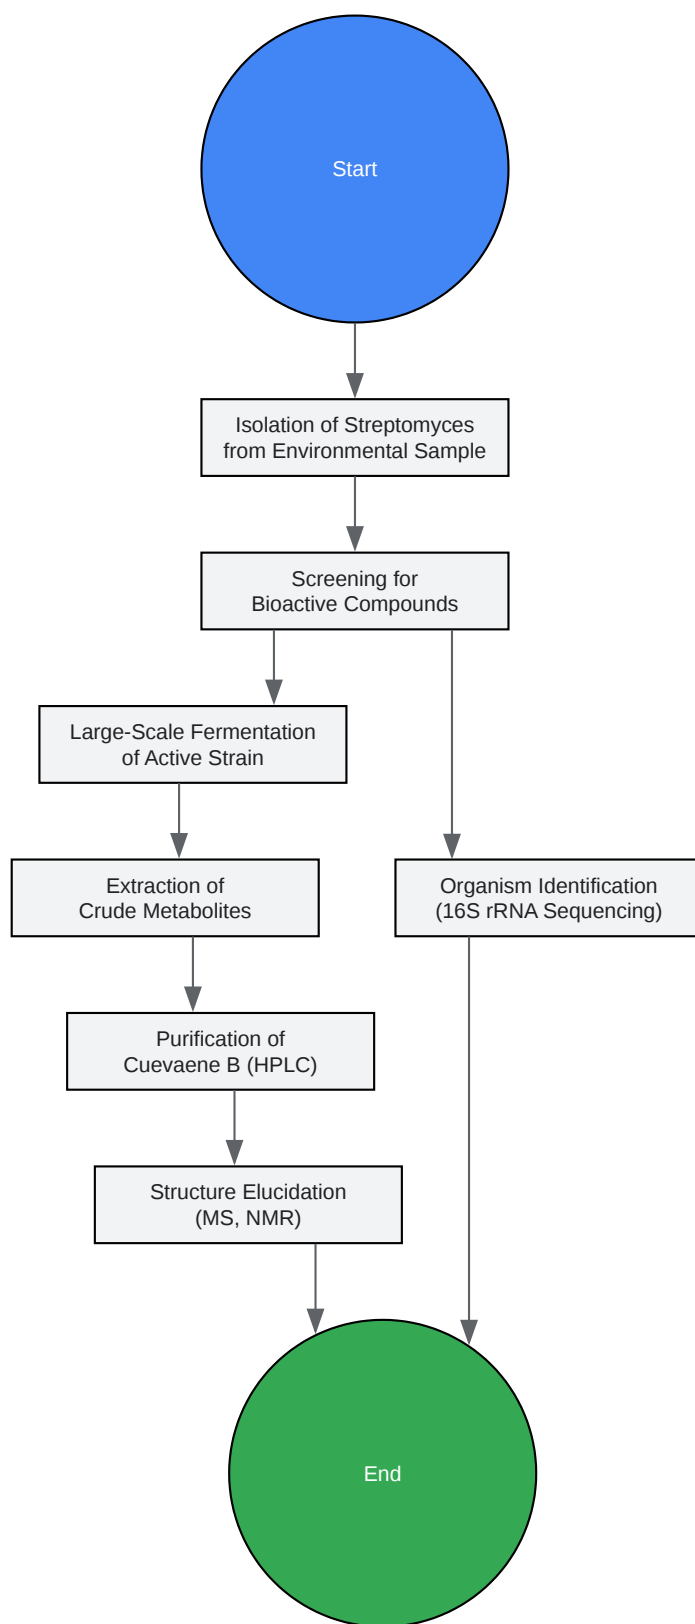 Start
Isolation of Streptomyces
from Environmental Sample
Screening for
Bioactive Compounds
Large-Scale Fermentation
of Active Strain
Extraction of
Crude Metabolites
Organism Identification
(16S rRNA Sequencing)
Purification of
Cuevaene B (HPLC)
Structure Elucidation
(MS, NMR)
End